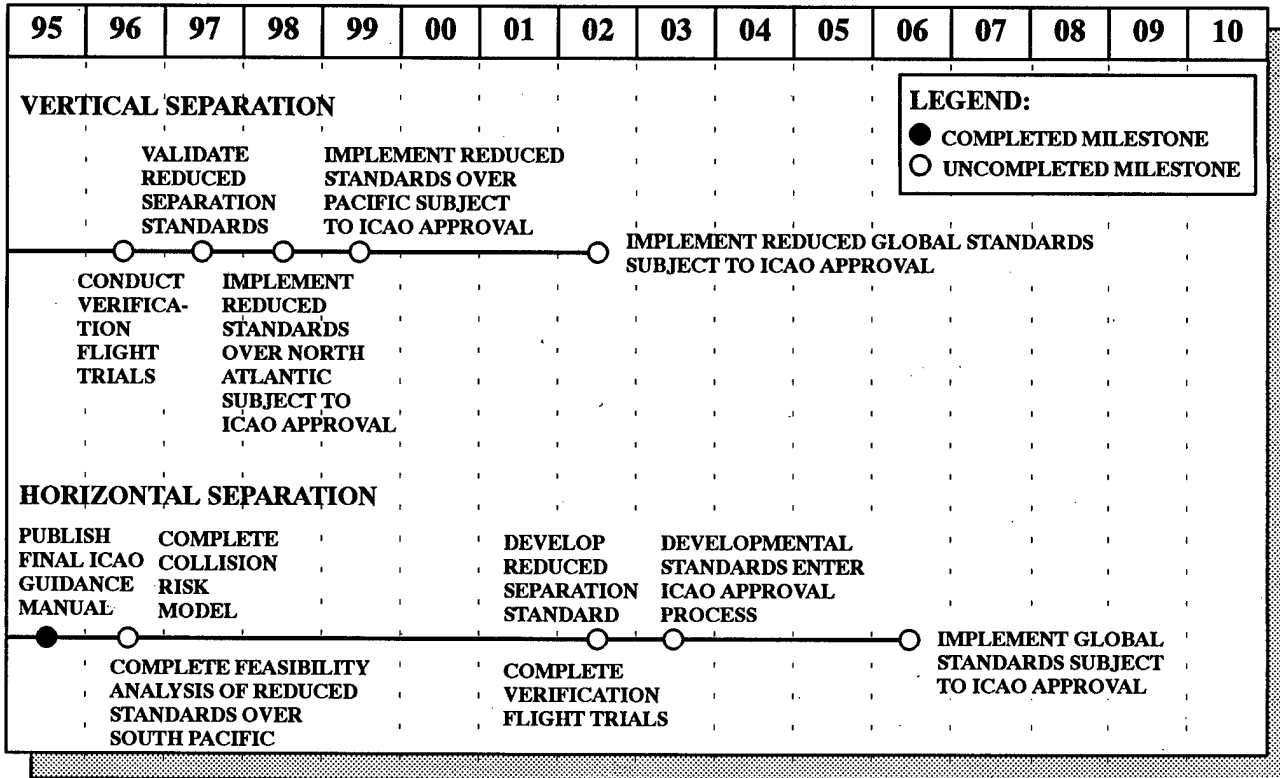 95 96 97 98 99 00 01 02 03 04 05 06 07 08 09 10
LEGEND:
COMPLETED MILESTONE
UNCOMPLETED MILESTONE
VERTICAL SEPARATION
VALIDATE
REDUCED
SEPARATION
STANDARDS
IMPLEMENT REDUCED
STANDARDS OVER
PACIFIC SUBJECT
TO ICAO APPROVAL
IMPLEMENT REDUCED GLOBAL STANDARDS
SUBJECT TO ICAO APPROVAL
CONDUCT
VERIFICA-
TION
FLIGHT
TRIALS
IMPLEMENT
REDUCED
STANDARDS
OVER NORTH
ATLANTIC
SUBJECT TO
ICAO APPROVAL
HORIZONTAL SEPARATION
PUBLISH
FINAL ICAO
GUIDANCE
MANUAL
COMPLETE
COLLISION
RISK
MODEL
DEVELOP
REDUCED
SEPARATION
STANDARD
DEVELOPMENTAL
STANDARDS ENTER
ICAO APPROVAL
PROCESS
IMPLEMENT GLOBAL
STANDARDS SUBJECT
TO ICAO APPROVAL
COMPLETE FEASIBILITY
ANALYSIS OF REDUCED
STANDARDS OVER
SOUTH PACIFIC
COMPLETE
VERIFICATION
FLIGHT TRIALS